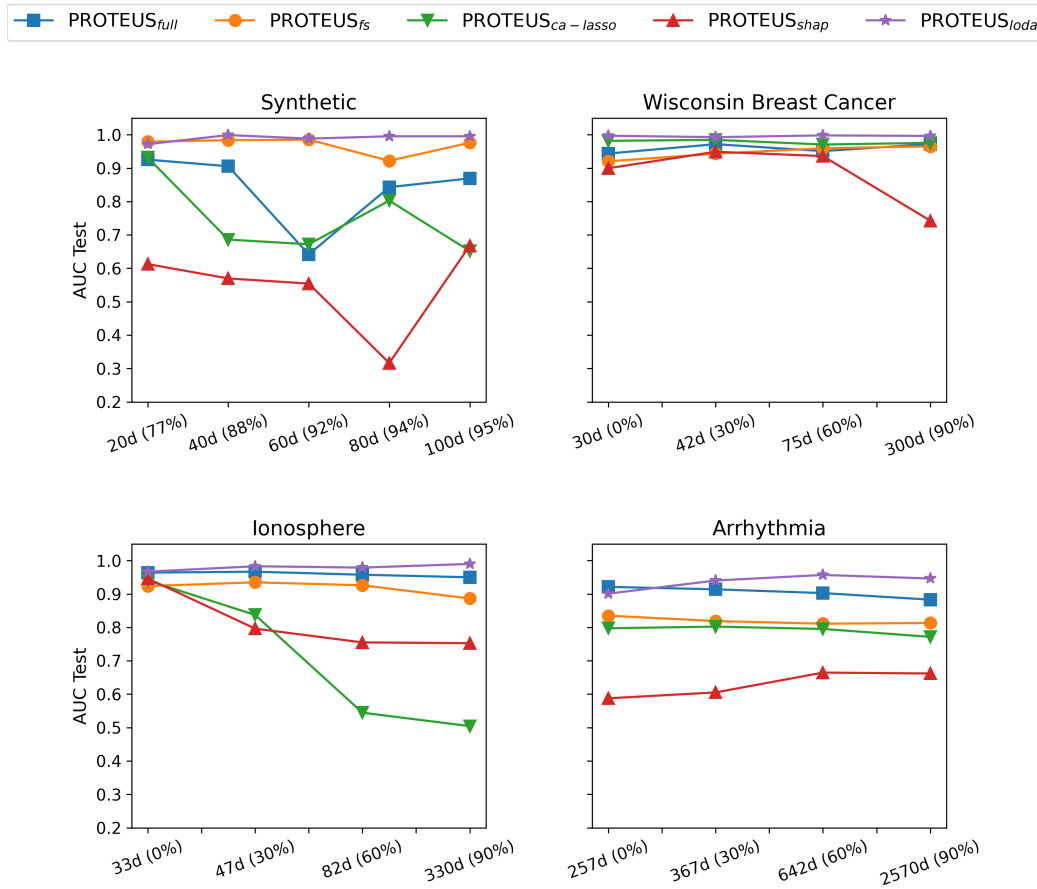 PROTEUS_full PROTEUS_fs PROTEUS_ca-lasso PROTEUS_shap PROTEUS_loda
Synthetic
AUC Test
1.0
0.9
0.8
0.7
0.6
0.5
0.4
0.3
0.2
20d (77%) 40d (88%) 60d (92%) 80d (94%) 100d (95%)
Wisconsin Breast Cancer
30d (0%) 42d (30%) 75d (60%) 300d (90%)
Ionosphere
AUC Test
1.0
0.9
0.8
0.7
0.6
0.5
0.4
0.3
0.2
33d (0%) 47d (30%) 82d (60%) 330d (90%)
Arrhythmia
257d (0%) 367d (30%) 642d (60%) 2570d (90%)